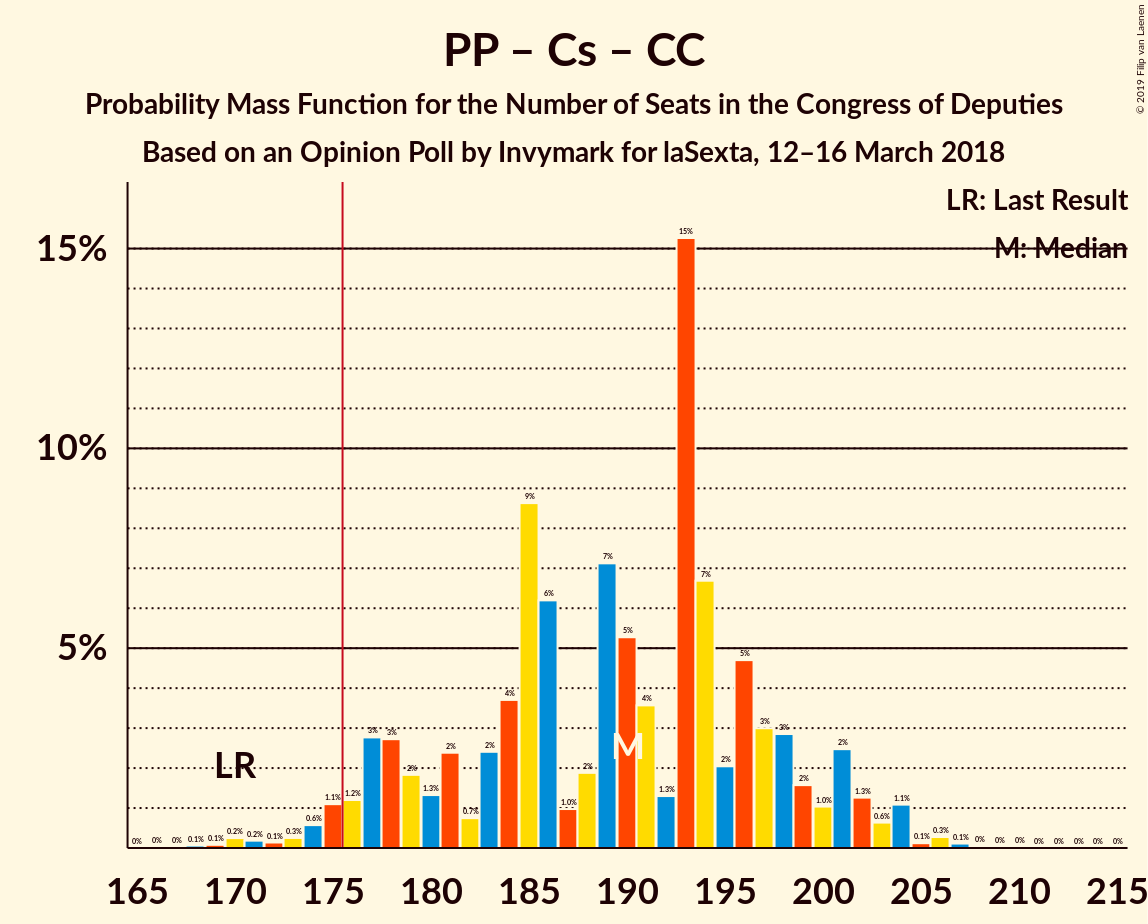 PP – Cs – CC
Probability Mass Function for the Number of Seats in the Congress of Deputies
Based on an Opinion Poll by Invymark for laSexta, 12–16 March 2018
© 2019 Filip van Laenen
LR: Last Result
M: Median
15%
10%
5%
0% 0% 0% 0.1% 0.1% 0.2% 0.2% 0.1% 0.3% 0.6% 1.1% 1.2% 3% 3% 2% 1.3% 2% 0.7% 2% 4% 9% 6% 1.0% 2% 7% 5% 4% 1.3% 15% 7% 2% 5% 3% 3% 2% 1.0% 2% 1.3% 0.6% 1.1% 0.1% 0.3% 0.1% 0% 0% 0% 0% 0% 0% 0% 0%
LR
M
165 170 175 180 185 190 195 200 205 210 215